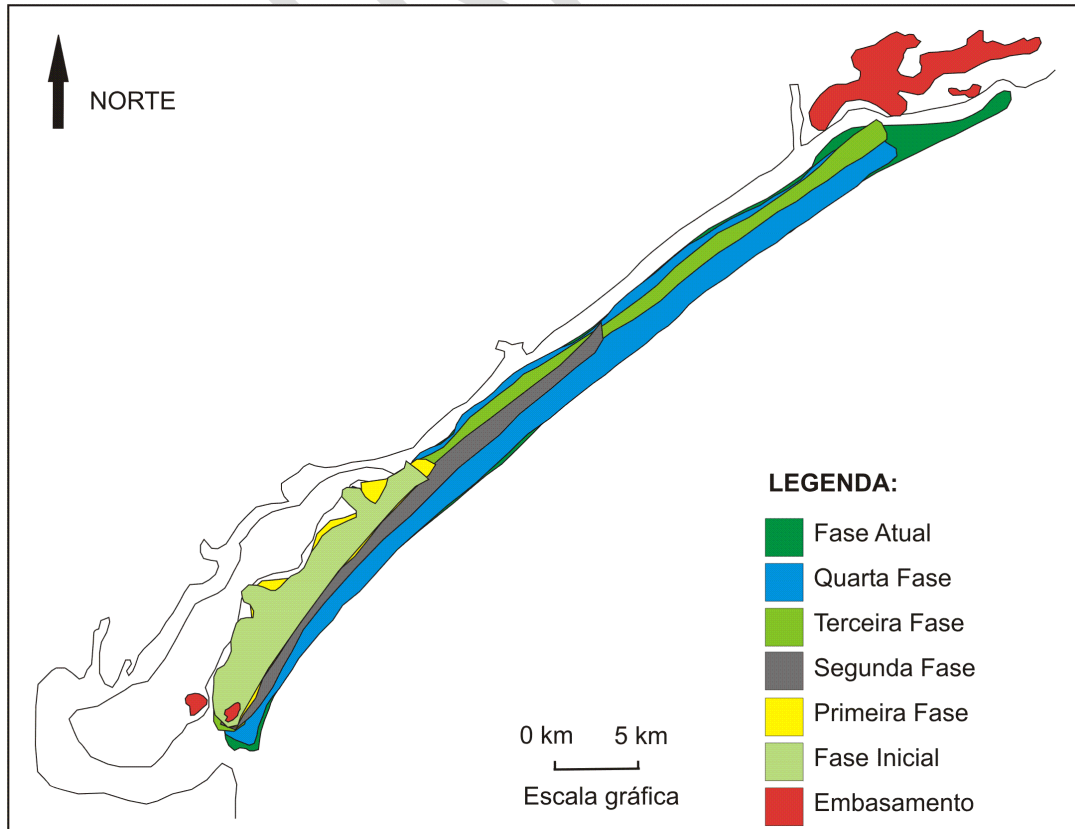 NORTE
LEGENDA:
Fase Atual
Quarta Fase
Terceira Fase
Segunda Fase
Primeira Fase
Fase Inicial
Embasamento
0 km 5 km
Escala gráfica